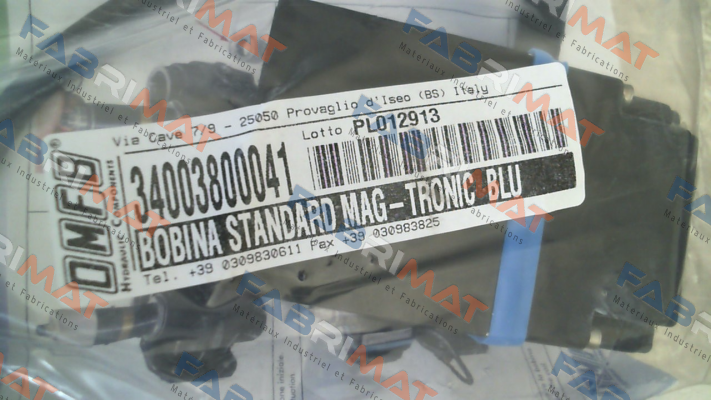 OMFB®
HYDRAULIC COMPONENTS
Via Cave 7/9 - 25050 Provaglio d'Iseo (BS) Italy
Lotto PL012913
34003800041
BOBINA STANDARD MAG-TRONIC BLU
Tel. +39 0309830611 Fax +39 030983825
FABRIMAT
Materiaux Industriel et Fabrications